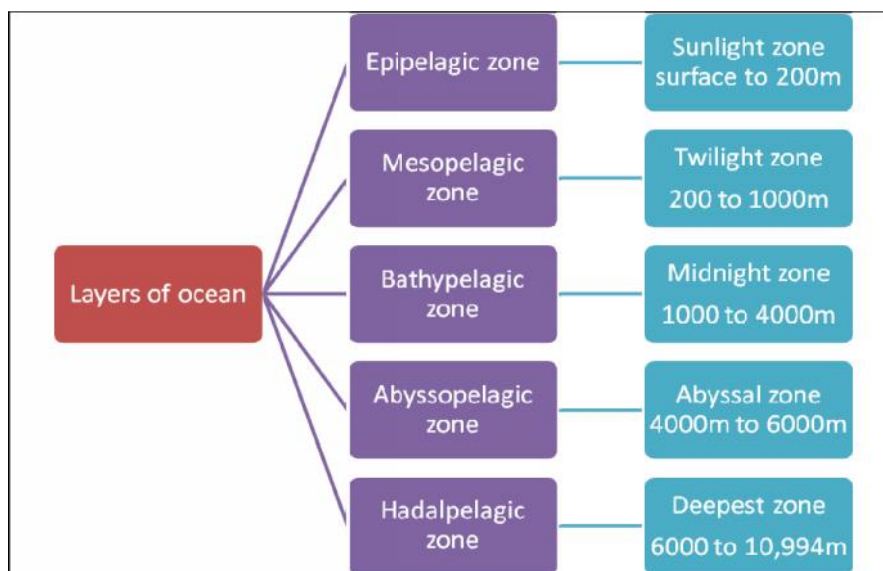 Epipelagic zone
Sunlight zone
surface to 200m
Mesopelagic
zone
Twilight zone
200 to 1000m
Layers of ocean
Bathypelagic
zone
Midnight zone
1000 to 4000m
Abyssopelagic
zone
Abyssal zone
4000m to 6000m
Hadalpelagic
zone
Deepest zone
6000 to 10,994m